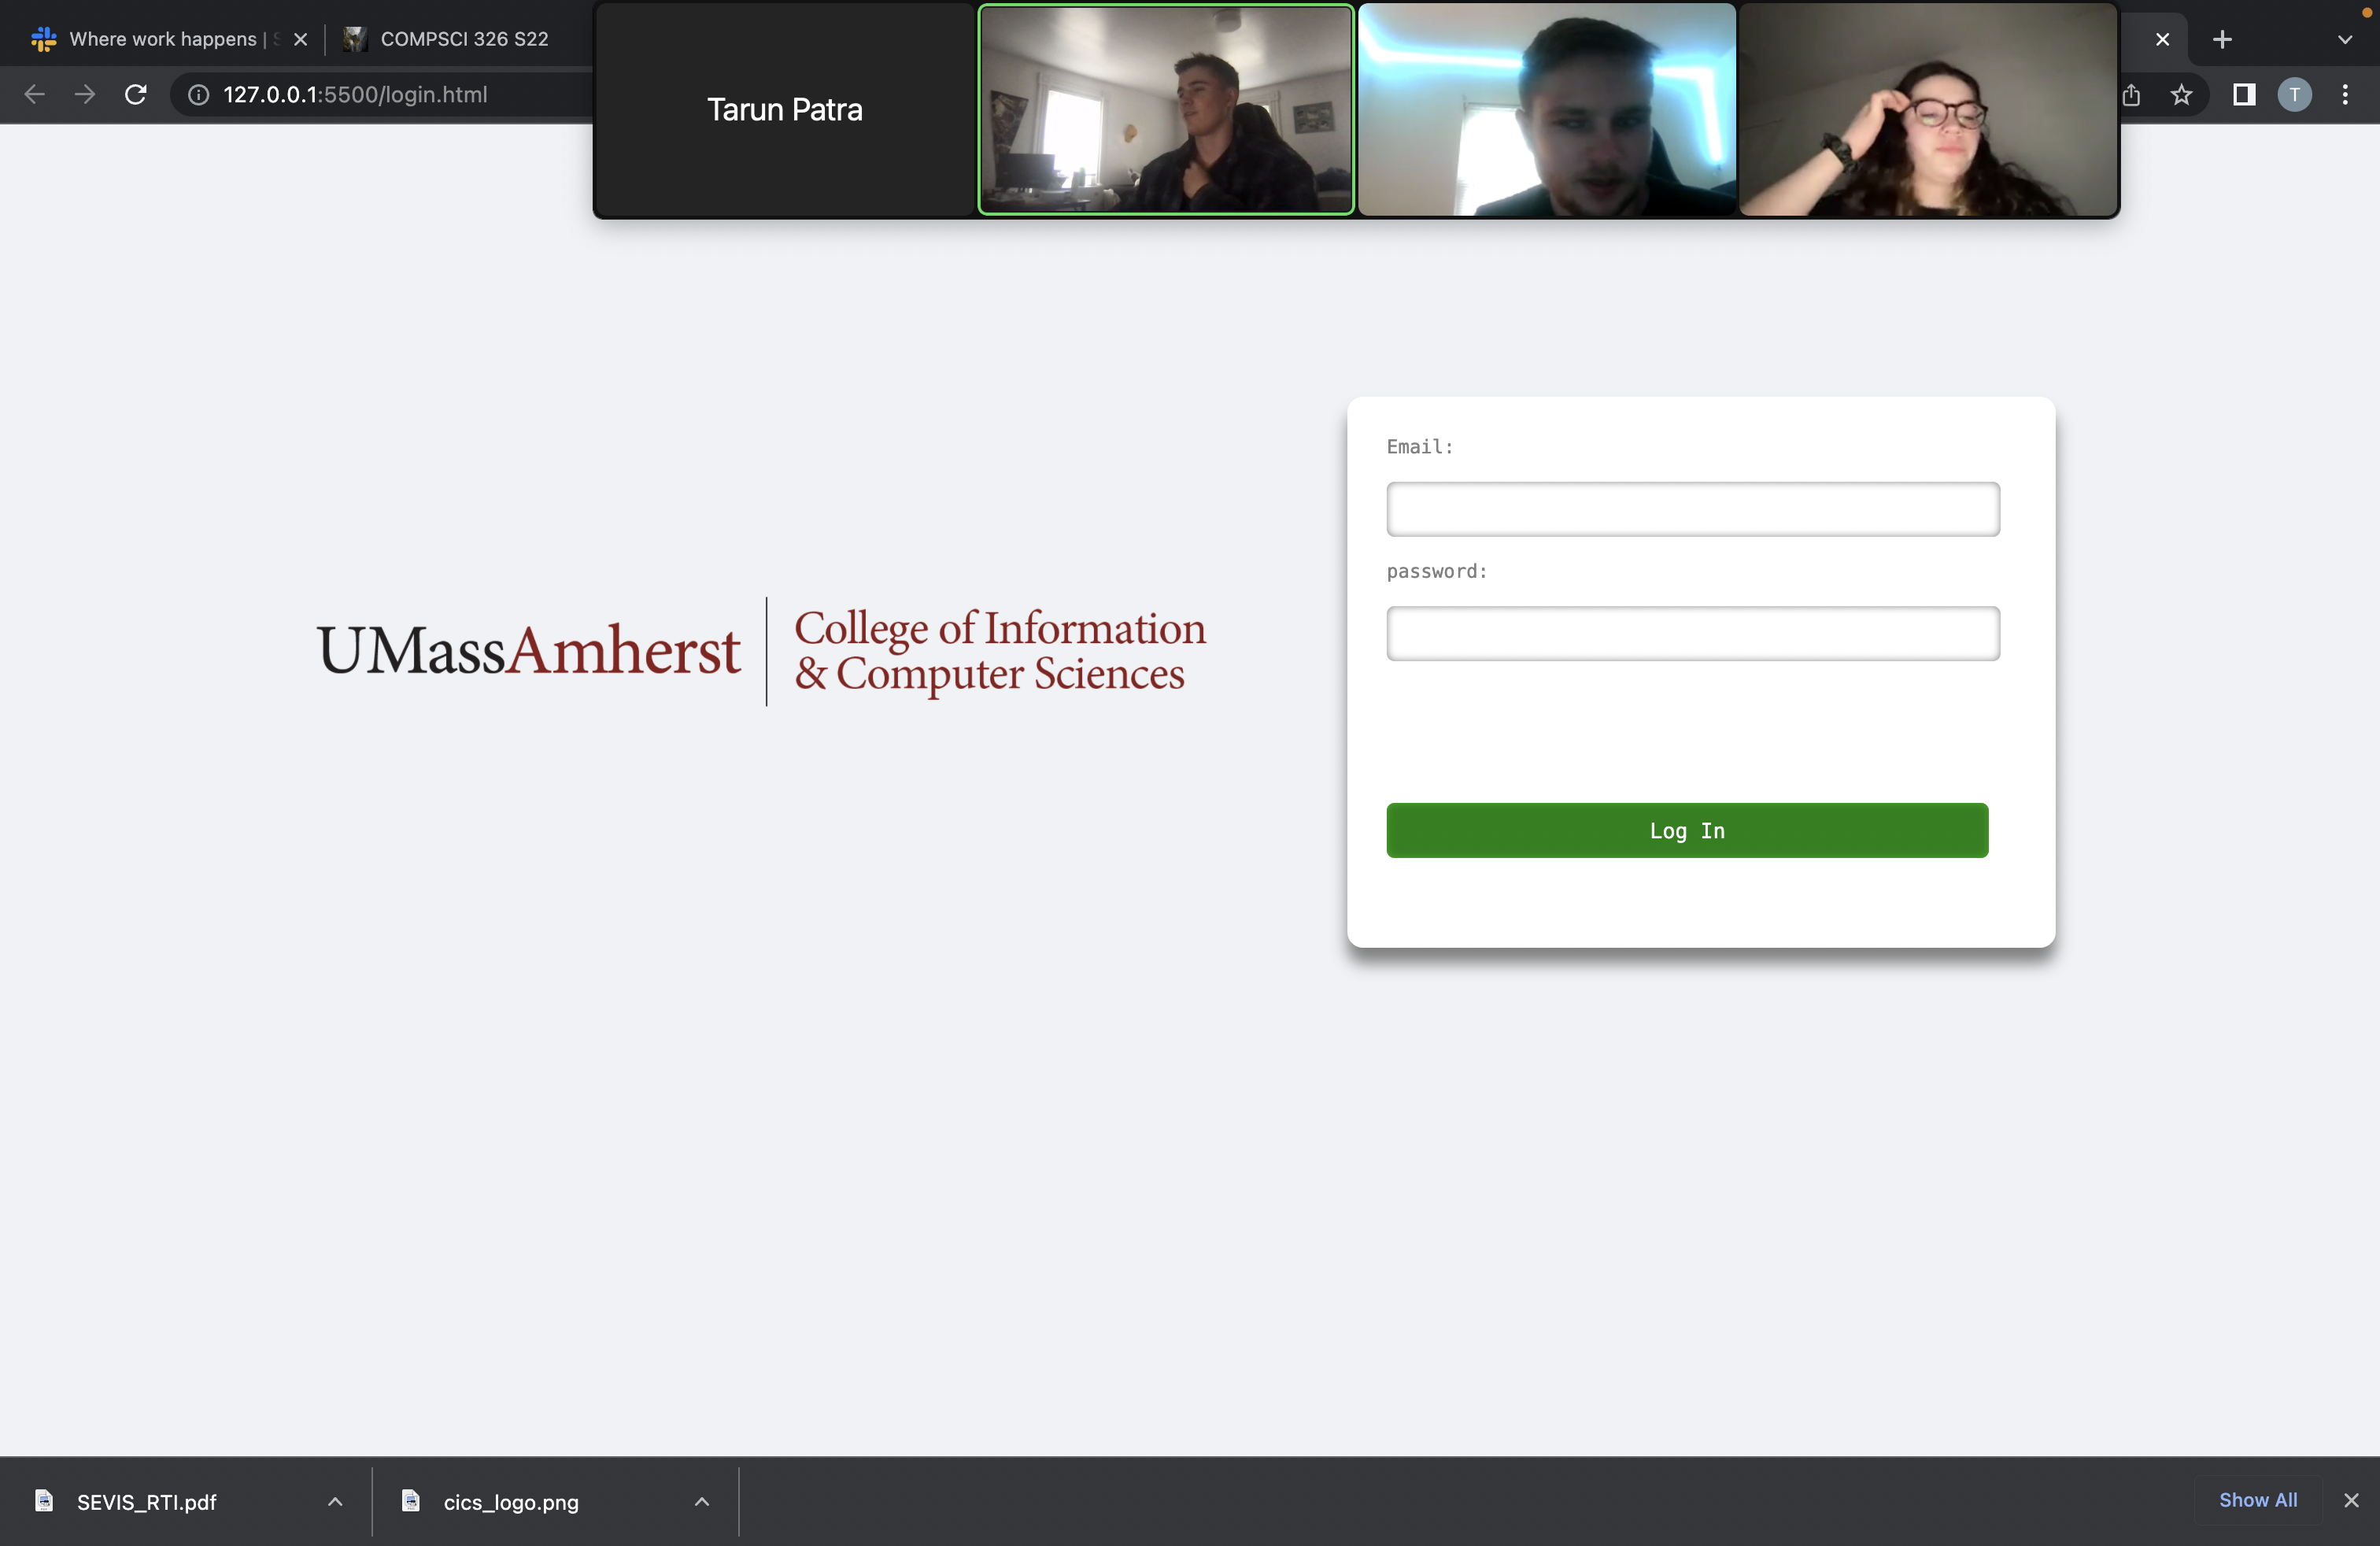 Where work happens | S
COMPSCI 326 S22
Tarun Patra
127.0.0.1:5500/login.html
T
Email:
password:
UMassAmherst
College of Information
& Computer Sciences
Log In
SEVIS_RTI.pdf
cics_logo.png
Show All